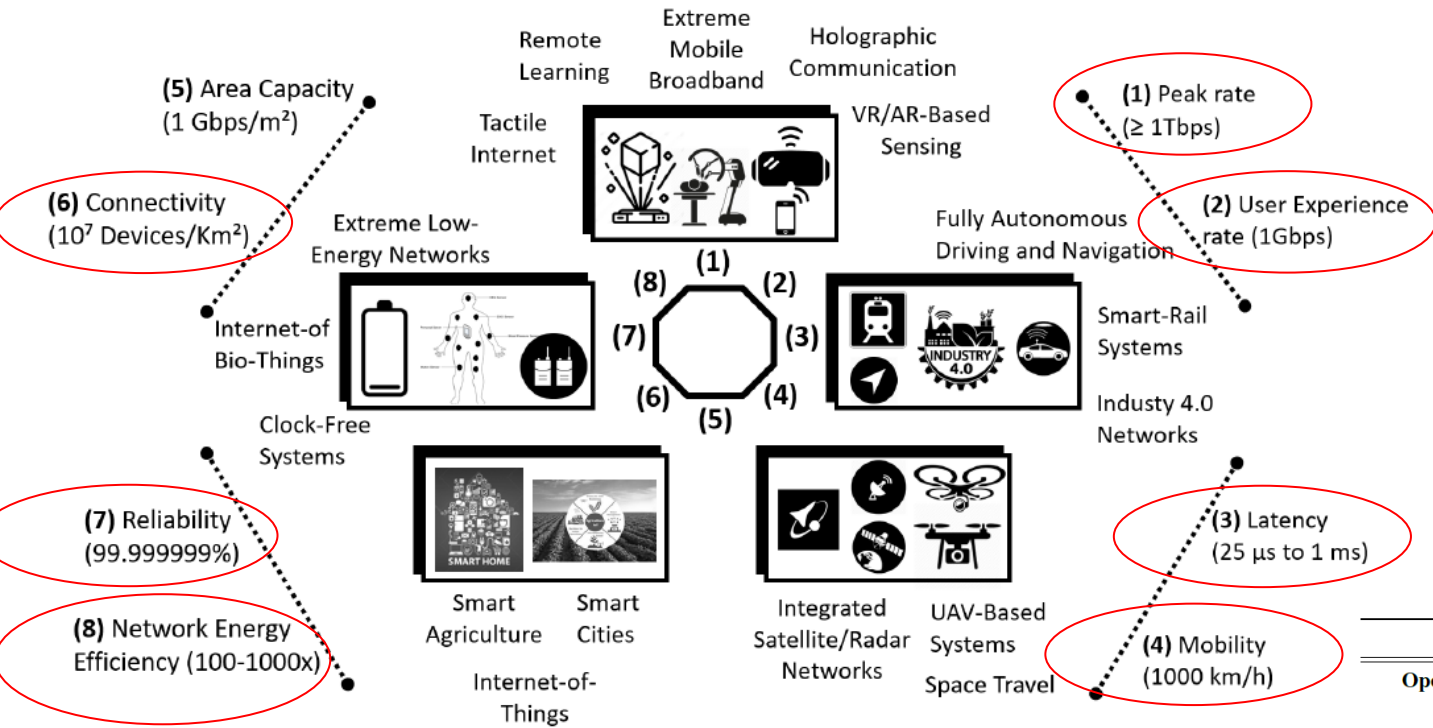 Remote
Learning
Extreme
Mobile
Broadband
Holographic
Communication
(5) Area Capacity
(1 Gbps/m²)
(1) Peak rate
(≥ 1Tbps)
Tactile
Internet
VR/AR-Based
Sensing
(6) Connectivity
(10⁷ Devices/Km²)
(2) User Experience
rate (1Gbps)
Extreme Low-
Energy Networks
Fully Autonomous
Driving and Navigation
(1)
(8)
(2)
(7)
(3)
(6)
(4)
(5)
Internet-of
Bio-Things
INDUSTRY
4.0
Smart-Rail
Systems
Industy 4.0
Networks
Clock-Free
Systems
SMART HOME
(7) Reliability
(99.999999%)
(3) Latency
(25 µs to 1 ms)
(8) Network Energy
Efficiency (100-1000x)
Smart
Agriculture
Smart
Cities
Internet-of-
Things
Integrated
Satellite/Radar
Networks
UAV-Based
Systems
Space Travel
(4) Mobility
(1000 km/h)
Ope